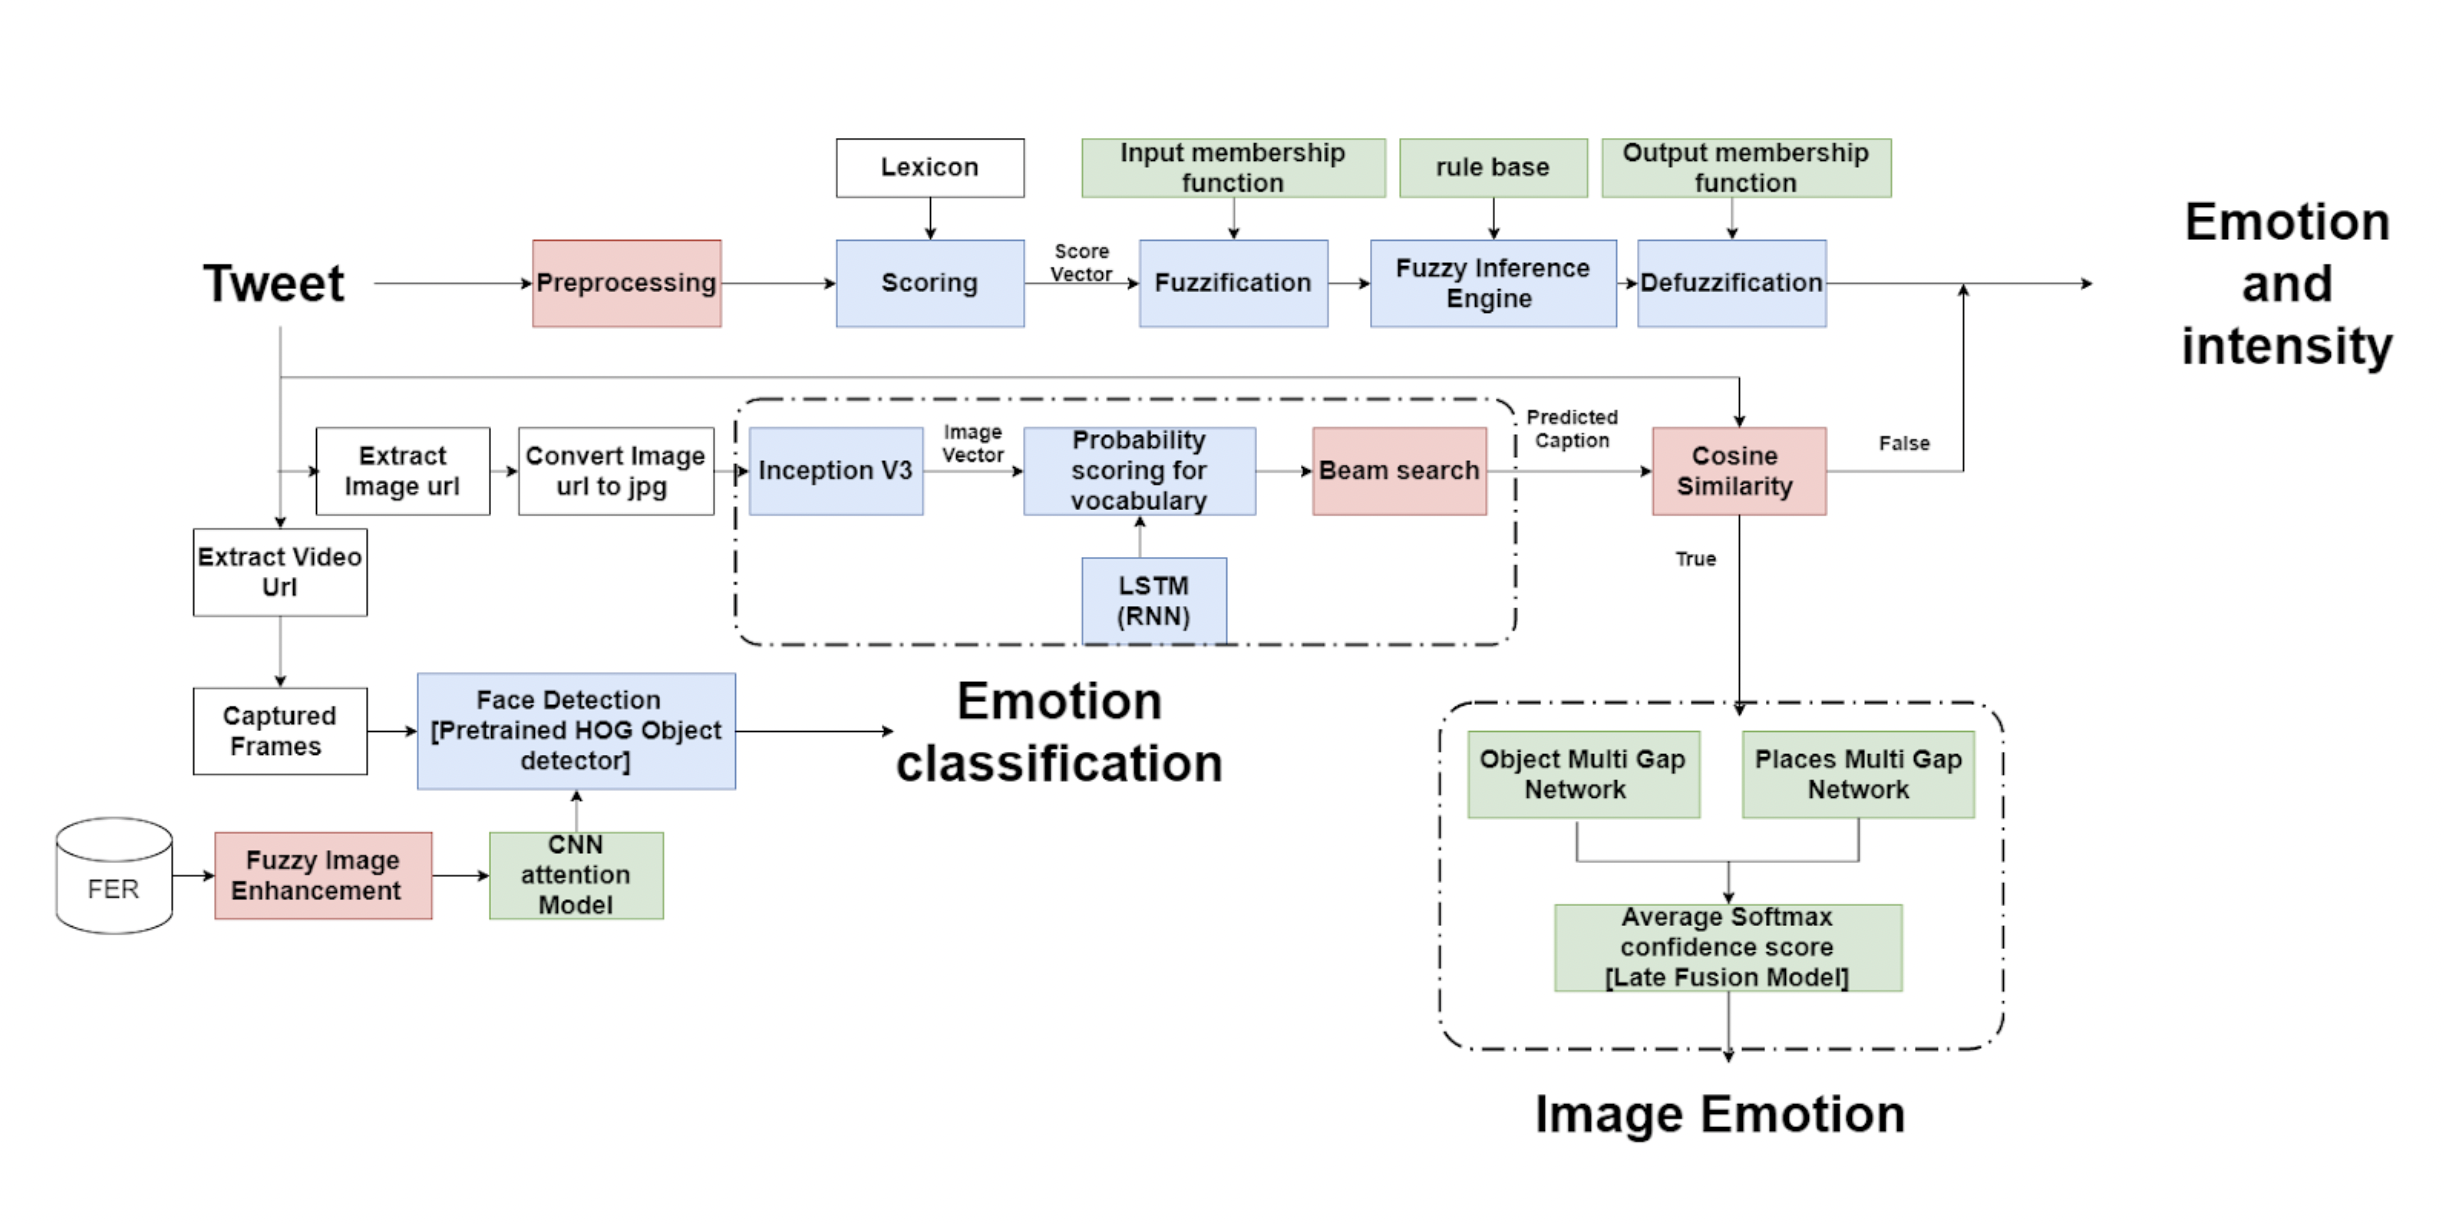 Lexicon
Input membership
function
rule base
Output membership
function
Tweet
Preprocessing
Scoring
Score
Vector
Fuzzification
Fuzzy Inference
Engine
Defuzzification
Emotion
and
intensity
Extract
Image url
Convert Image
url to jpg
Inception V3
Image
Vector
Probability
scoring for
vocabulary
Beam search
Predicted
Caption
Cosine
Similarity
False
LSTM
(RNN)
True
Extract Video
Url
Captured
Frames
Face Detection
[Pretrained HOG Object
detector]
Emotion
classification
FER
Fuzzy Image
Enhancement
CNN
attention
Model
Object Multi Gap
Network
Places Multi Gap
Network
Average Softmax
confidence score
[Late Fusion Model]
Image Emotion